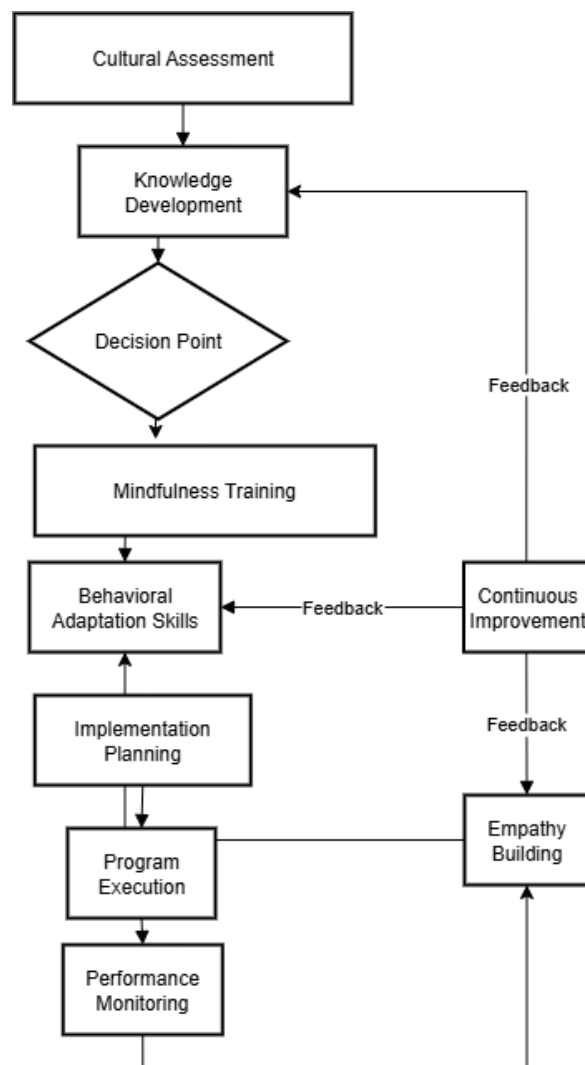 Cultural Assessment
Knowledge
Development
Decision Point
Feedback
Mindfulness Training
Behavioral
Adaptation Skills
Feedback
Continuous
Improvement
Implementation
Planning
Feedback
Program
Execution
Empathy
Building
Performance
Monitoring